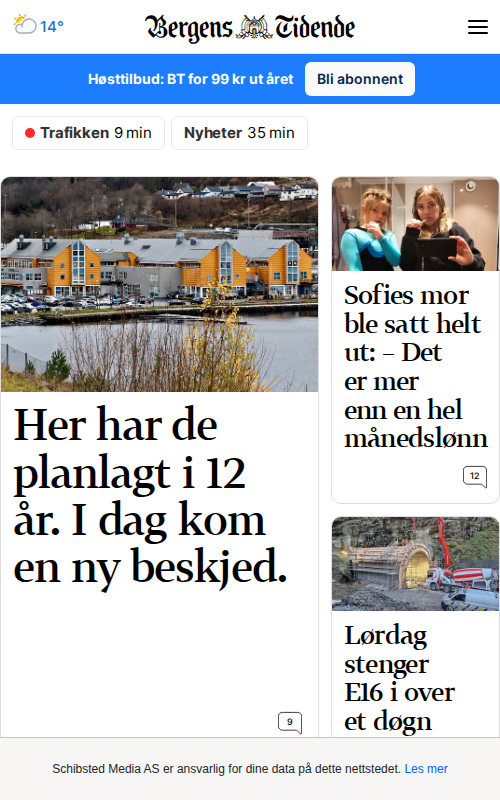 14°
Bergens Tidende
Høsttilbud: BT for 99 kr ut året
Bli abonnent
Trafikken 9 min
Nyheter 35 min
Her har de
planlagt i 12
år. I dag kom
en ny beskjed.
9
Sofies mor
ble satt helt
ut: – Det
er mer
enn en hel
månedslønn
12
Lørdag
stenger
E16 i over
et døgn
Schibsted Media AS er ansvarlig for dine data på dette nettstedet. Les mer